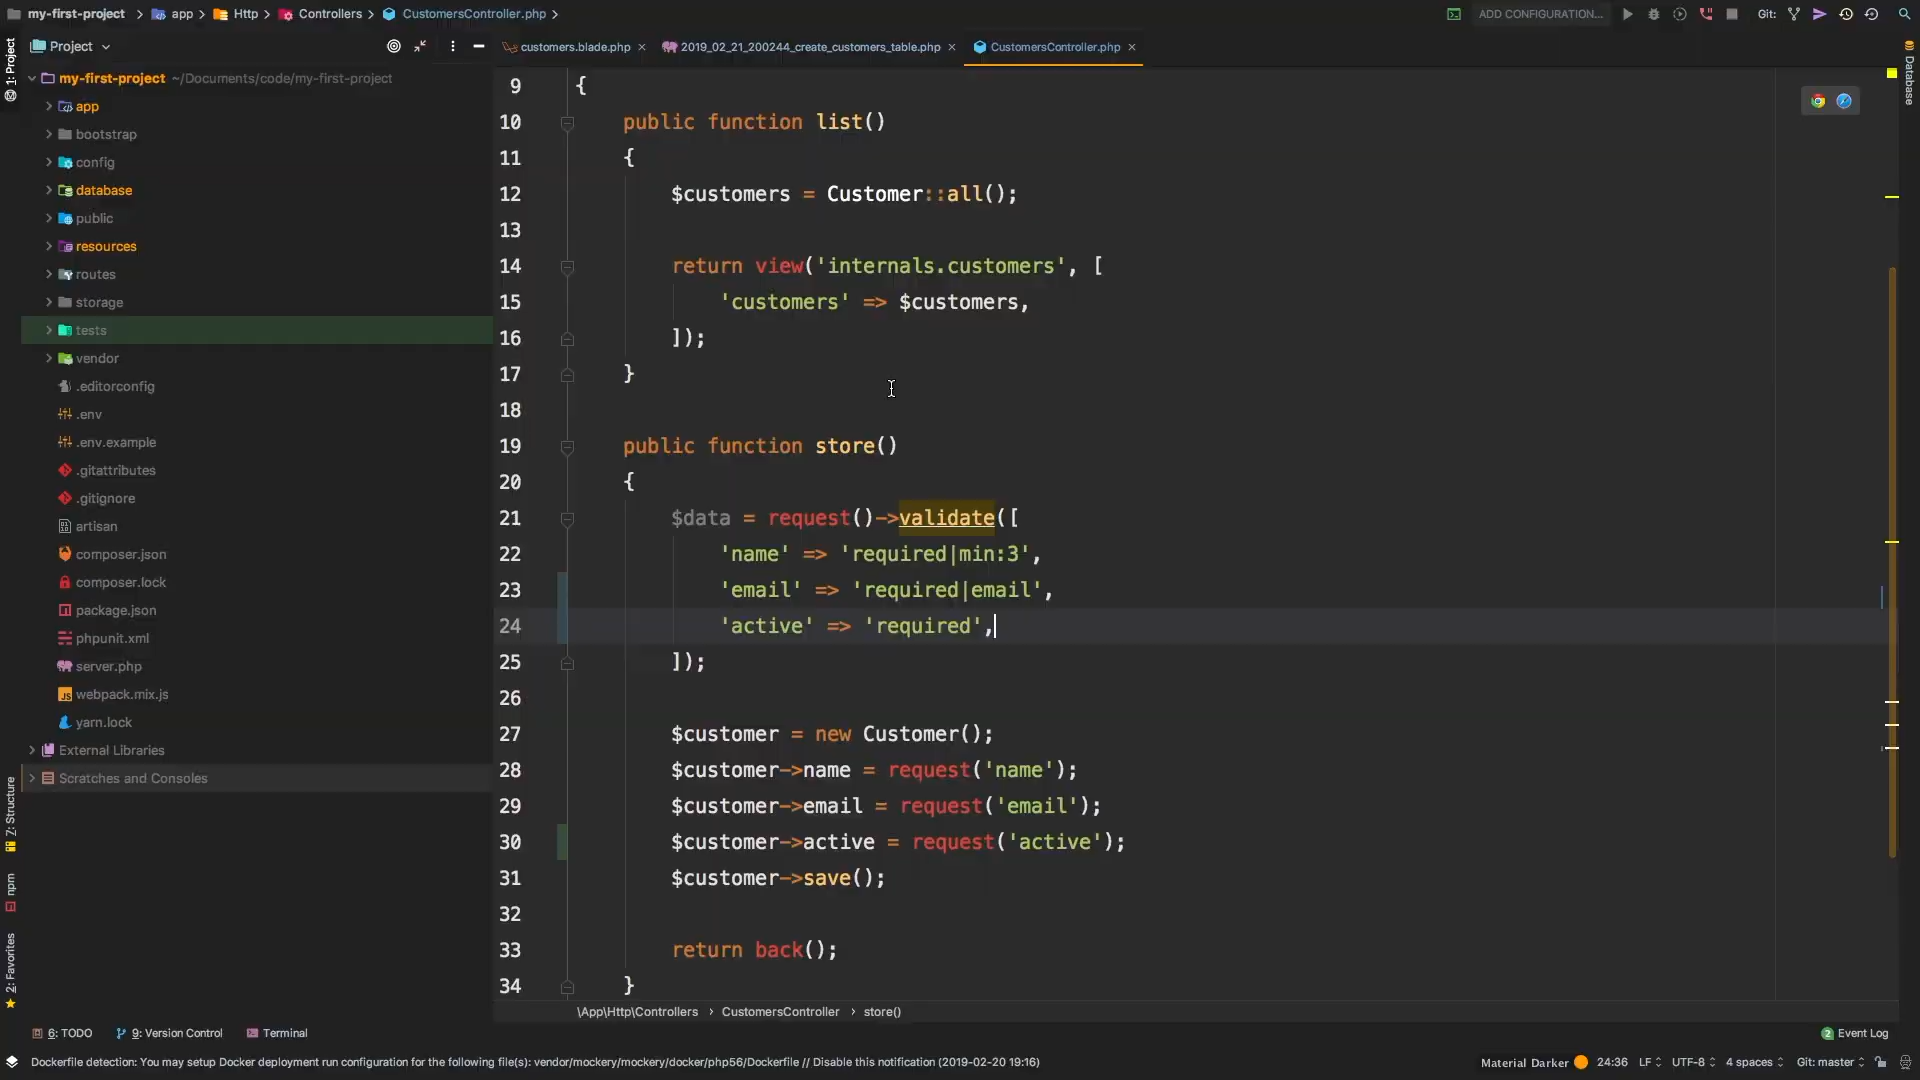 my-first-project > app > Http > Controllers > CustomersController.php >
ADD CONFIGURATION...
Git:
Project
customers.blade.php
2019_02_21_200244_create_customers_table.php
CustomersController.php
1: Project
my-first-project ~/Documents/code/my-first-project
app
bootstrap
config
database
public
resources
routes
storage
tests
vendor
.editorconfig
.env
.env.example
.gitattributes
.gitignore
artisan
composer.json
composer.lock
package.json
phpunit.xml
server.php
webpack.mix.js
yarn.lock
External Libraries
Scratches and Consoles
Z: Structure
npm
2: Favorites
9 {
10 public function list()
11 {
12 $customers = Customer::all();
13
14 return view('internals.customers', [
15 'customers' => $customers,
16 ]);
17 }
18
19 public function store()
20 {
21 $data = request()->validate([
22 'name' => 'required|min:3',
23 'email' => 'required|email',
24 'active' => 'required',
25 ]);
26
27 $customer = new Customer();
28 $customer->name = request('name');
29 $customer->email = request('email');
30 $customer->active = request('active');
31 $customer->save();
32
33 return back();
34 }
Database
\App\Http\Controllers > CustomersController > store()
6: TODO
9: Version Control
Terminal
2 Event Log
Dockerfile detection: You may setup Docker deployment run configuration for the following file(s): vendor/mockery/mockery/docker/php56/Dockerfile // Disable this notification (2019-02-20 19:16)
Material Darker
24:36
LF
UTF-8
4 spaces
Git: master